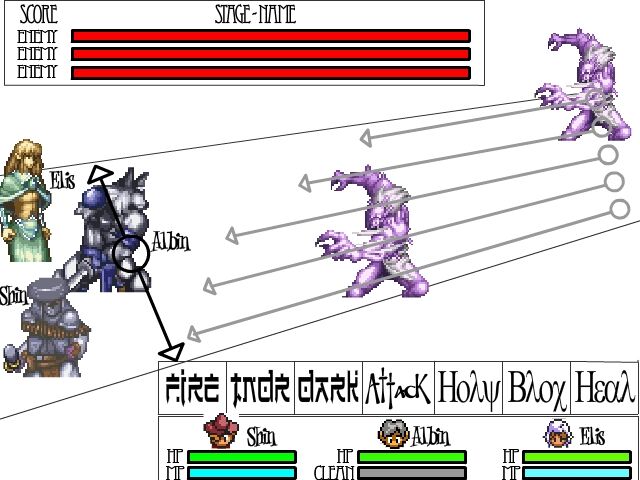 SCORE STAGE-NAME
ENEMY
ENEMY
ENEMY
Elis
Albin
Shin
FIRE THDR DARK Attack Holy Block Heal
Shin Albin Elis
HP HP HP
MP CLEAN MP